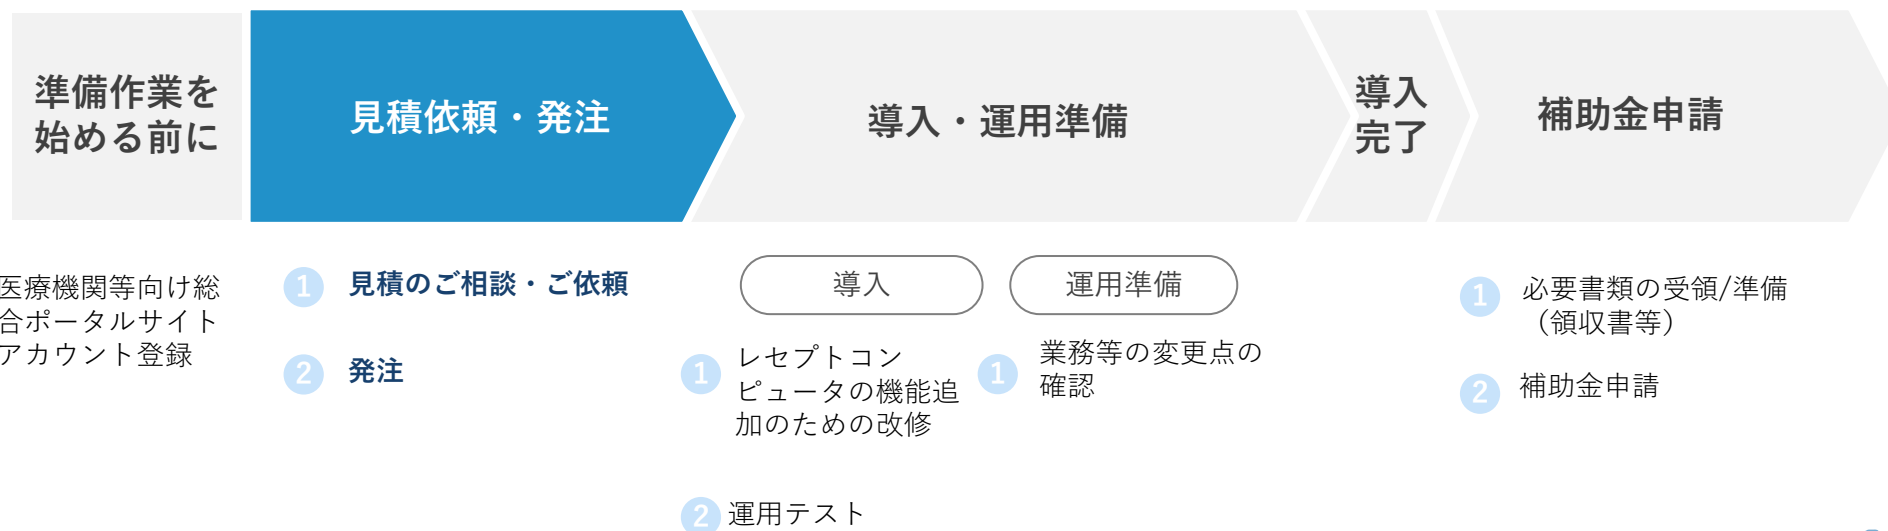 準備作業を
始める前に
見積依頼・発注
導入・運用準備
導入
完了
補助金申請
医療機関等向け総
合ポータルサイト
アカウント登録
1 見積のご相談・ご依頼
2 発注
導入
運用準備
1 レセプトコン
ピュータの機能追
加のための改修
2 運用テスト
1 業務等の変更点の
確認
1 必要書類の受領/準備
（領収書等）
2 補助金申請